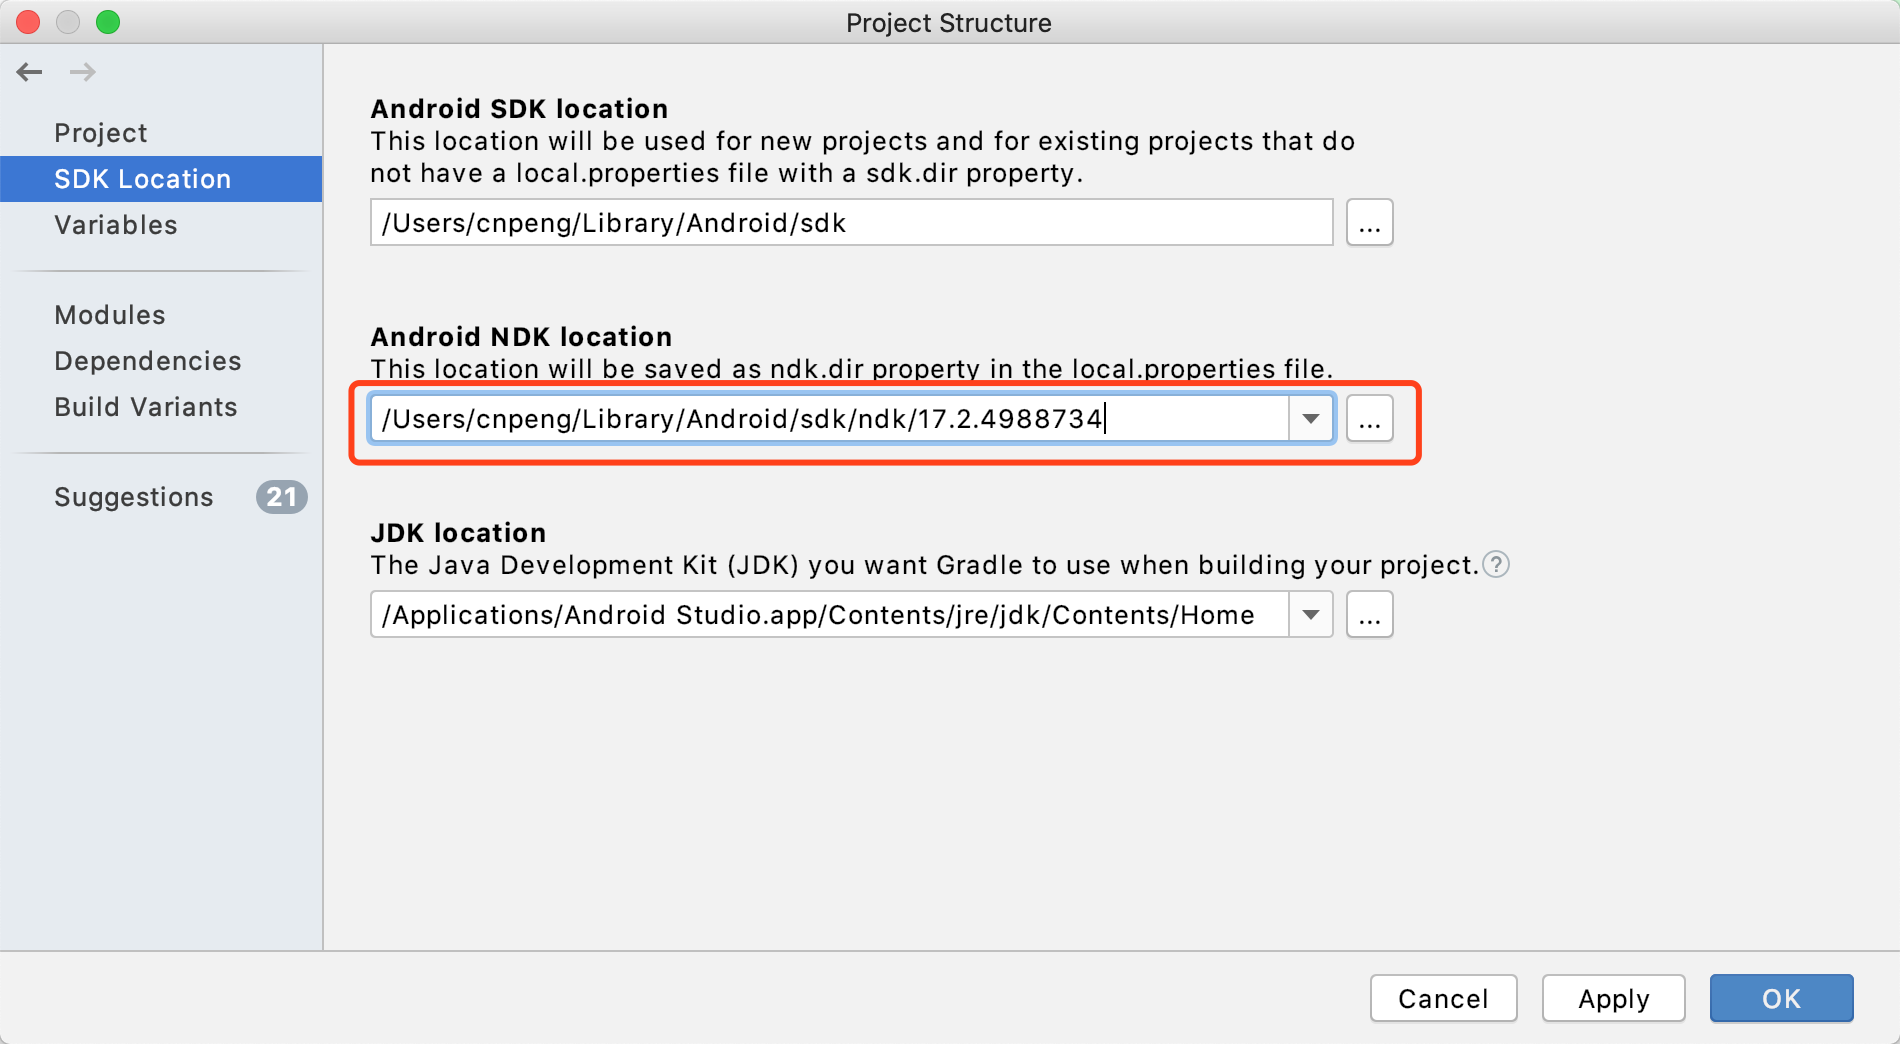 Project Structure
Project
SDK Location
Variables
Modules
Dependencies
Build Variants
Suggestions 21
Android SDK location
This location will be used for new projects and for existing projects that do
not have a local.properties file with a sdk.dir property.
/Users/cnpeng/Library/Android/sdk ...
Android NDK location
This location will be saved as ndk.dir property in the local.properties file.
/Users/cnpeng/Library/Android/sdk/ndk/17.2.4988734 ...
JDK location
The Java Development Kit (JDK) you want Gradle to use when building your project. ?
/Applications/Android Studio.app/Contents/jre/jdk/Contents/Home ...
Cancel Apply OK